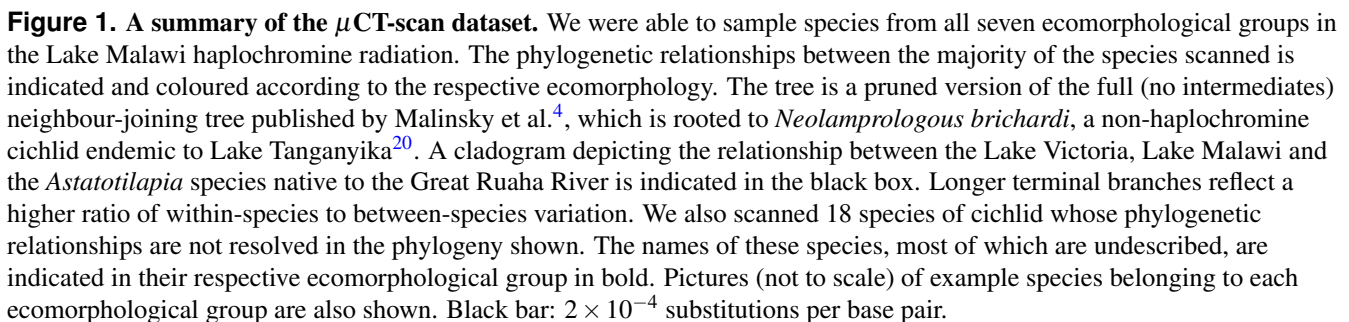 Figure 1. A summary of the μCT-scan dataset. We were able to sample species from all seven ecomorphological groups in
the Lake Malawi haplochromine radiation. The phylogenetic relationships between the majority of the species scanned is
indicated and coloured according to the respective ecomorphology. The tree is a pruned version of the full (no intermediates)
neighbour-joining tree published by Malinsky et al.4, which is rooted to Neolamprologous brichardi, a non-haplochromine
cichlid endemic to Lake Tanganyika20. A cladogram depicting the relationship between the Lake Victoria, Lake Malawi and
the Astatotilapia species native to the Great Ruaha River is indicated in the black box. Longer terminal branches reflect a
higher ratio of within-species to between-species variation. We also scanned 18 species of cichlid whose phylogenetic
relationships are not resolved in the phylogeny shown. The names of these species, most of which are undescribed, are
indicated in their respective ecomorphological group in bold. Pictures (not to scale) of example species belonging to each
ecomorphological group are also shown. Black bar: 2 × 10−4 substitutions per base pair.